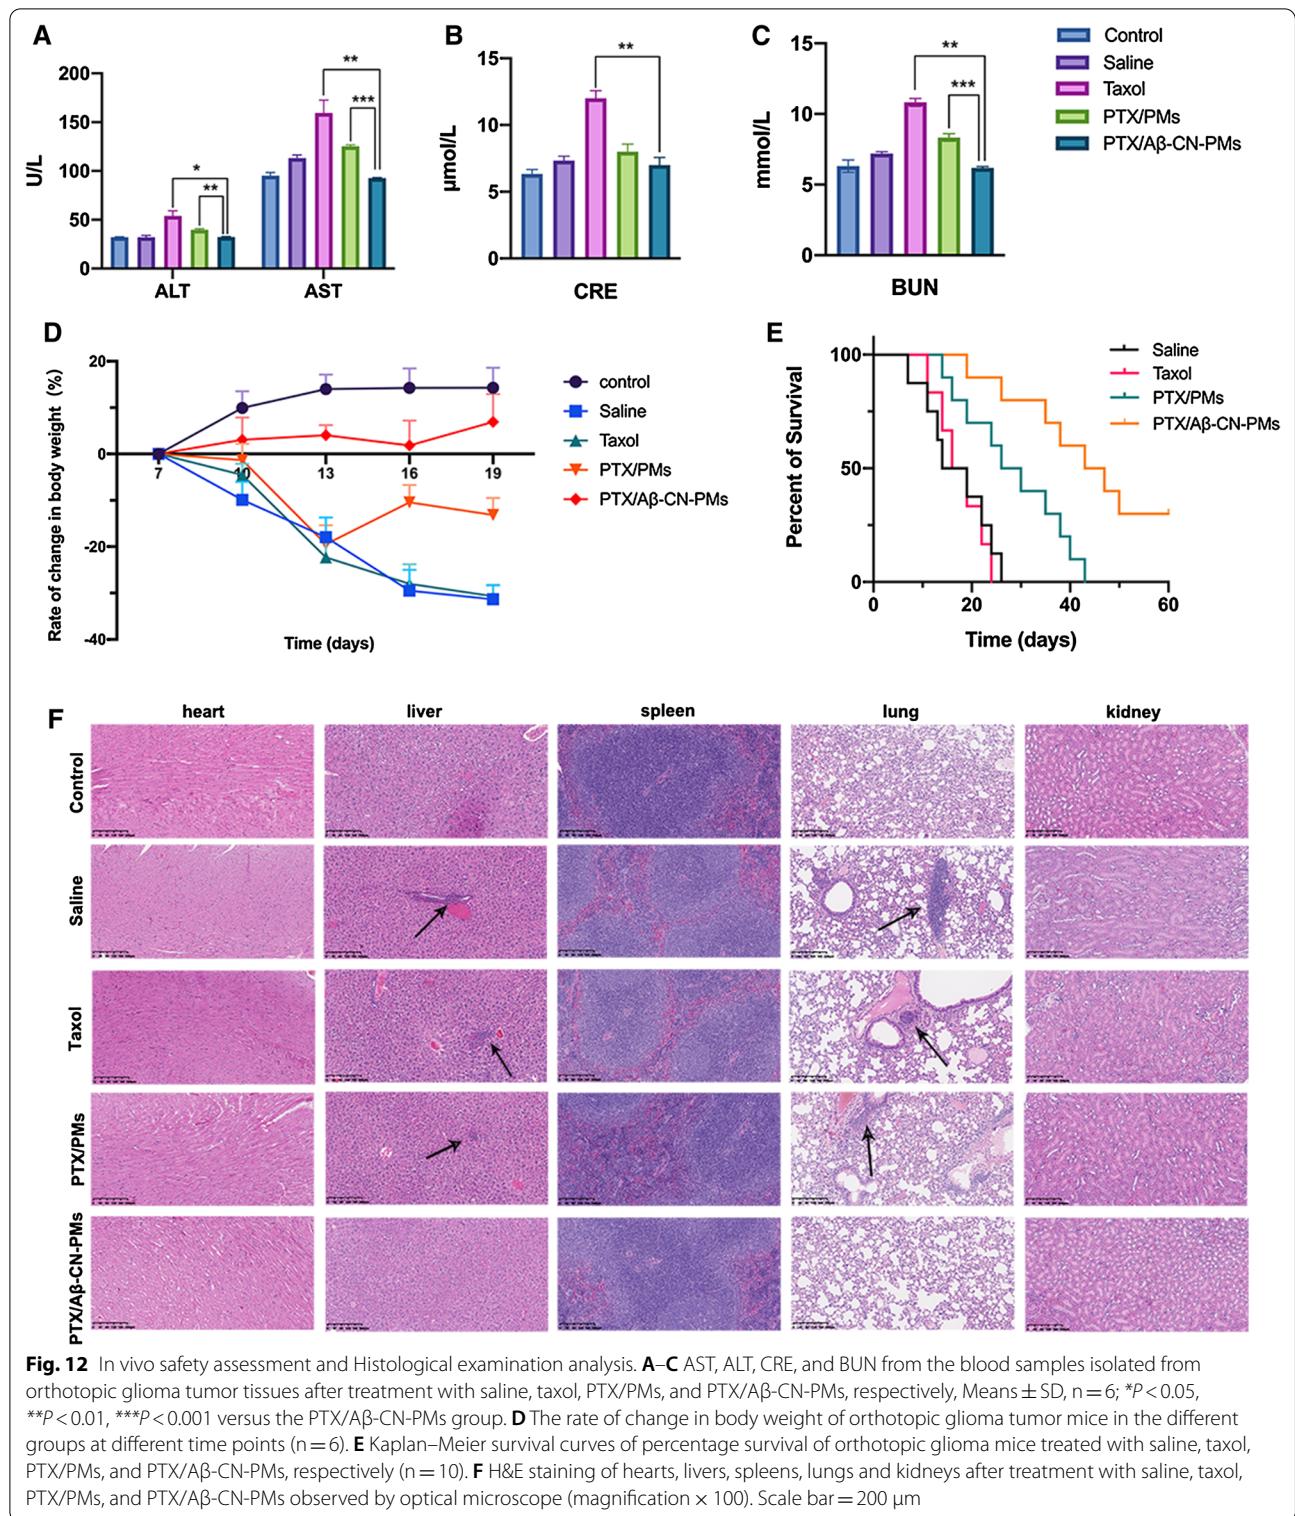 A
U/L
200
150
100
50
0
*
**
**
***
ALT
AST
B
μmol/L
15
10
5
0
**
CRE
C
mmol/L
15
10
5
0
**
***
BUN
Control
Saline
Taxol
PTX/PMs
PTX/Aβ-CN-PMs
D
Rate of change in body weight (%)
20
0
-20
-40
7
10
13
16
19
Time (days)
control
Saline
Taxol
PTX/PMs
PTX/Aβ-CN-PMs
E
Percent of Survival
100
50
0
0
20
40
60
Time (days)
Saline
Taxol
PTX/PMs
PTX/Aβ-CN-PMs
F
heart
liver
spleen
lung
kidney
Control
Saline
Taxol
PTX/PMs
PTX/Aβ-CN-PMs
Fig. 12 In vivo safety assessment and Histological examination analysis. A–C AST, ALT, CRE, and BUN from the blood samples isolated from
orthotopic glioma tumor tissues after treatment with saline, taxol, PTX/PMs, and PTX/Aβ-CN-PMs, respectively, Means ± SD, n = 6; *P < 0.05,
**P < 0.01, ***P < 0.001 versus the PTX/Aβ-CN-PMs group. D The rate of change in body weight of orthotopic glioma tumor mice in the different
groups at different time points (n = 6). E Kaplan–Meier survival curves of percentage survival of orthotopic glioma mice treated with saline, taxol,
PTX/PMs, and PTX/Aβ-CN-PMs, respectively (n = 10). F H&E staining of hearts, livers, spleens, lungs and kidneys after treatment with saline, taxol,
PTX/PMs, and PTX/Aβ-CN-PMs observed by optical microscope (magnification × 100). Scale bar = 200 μm